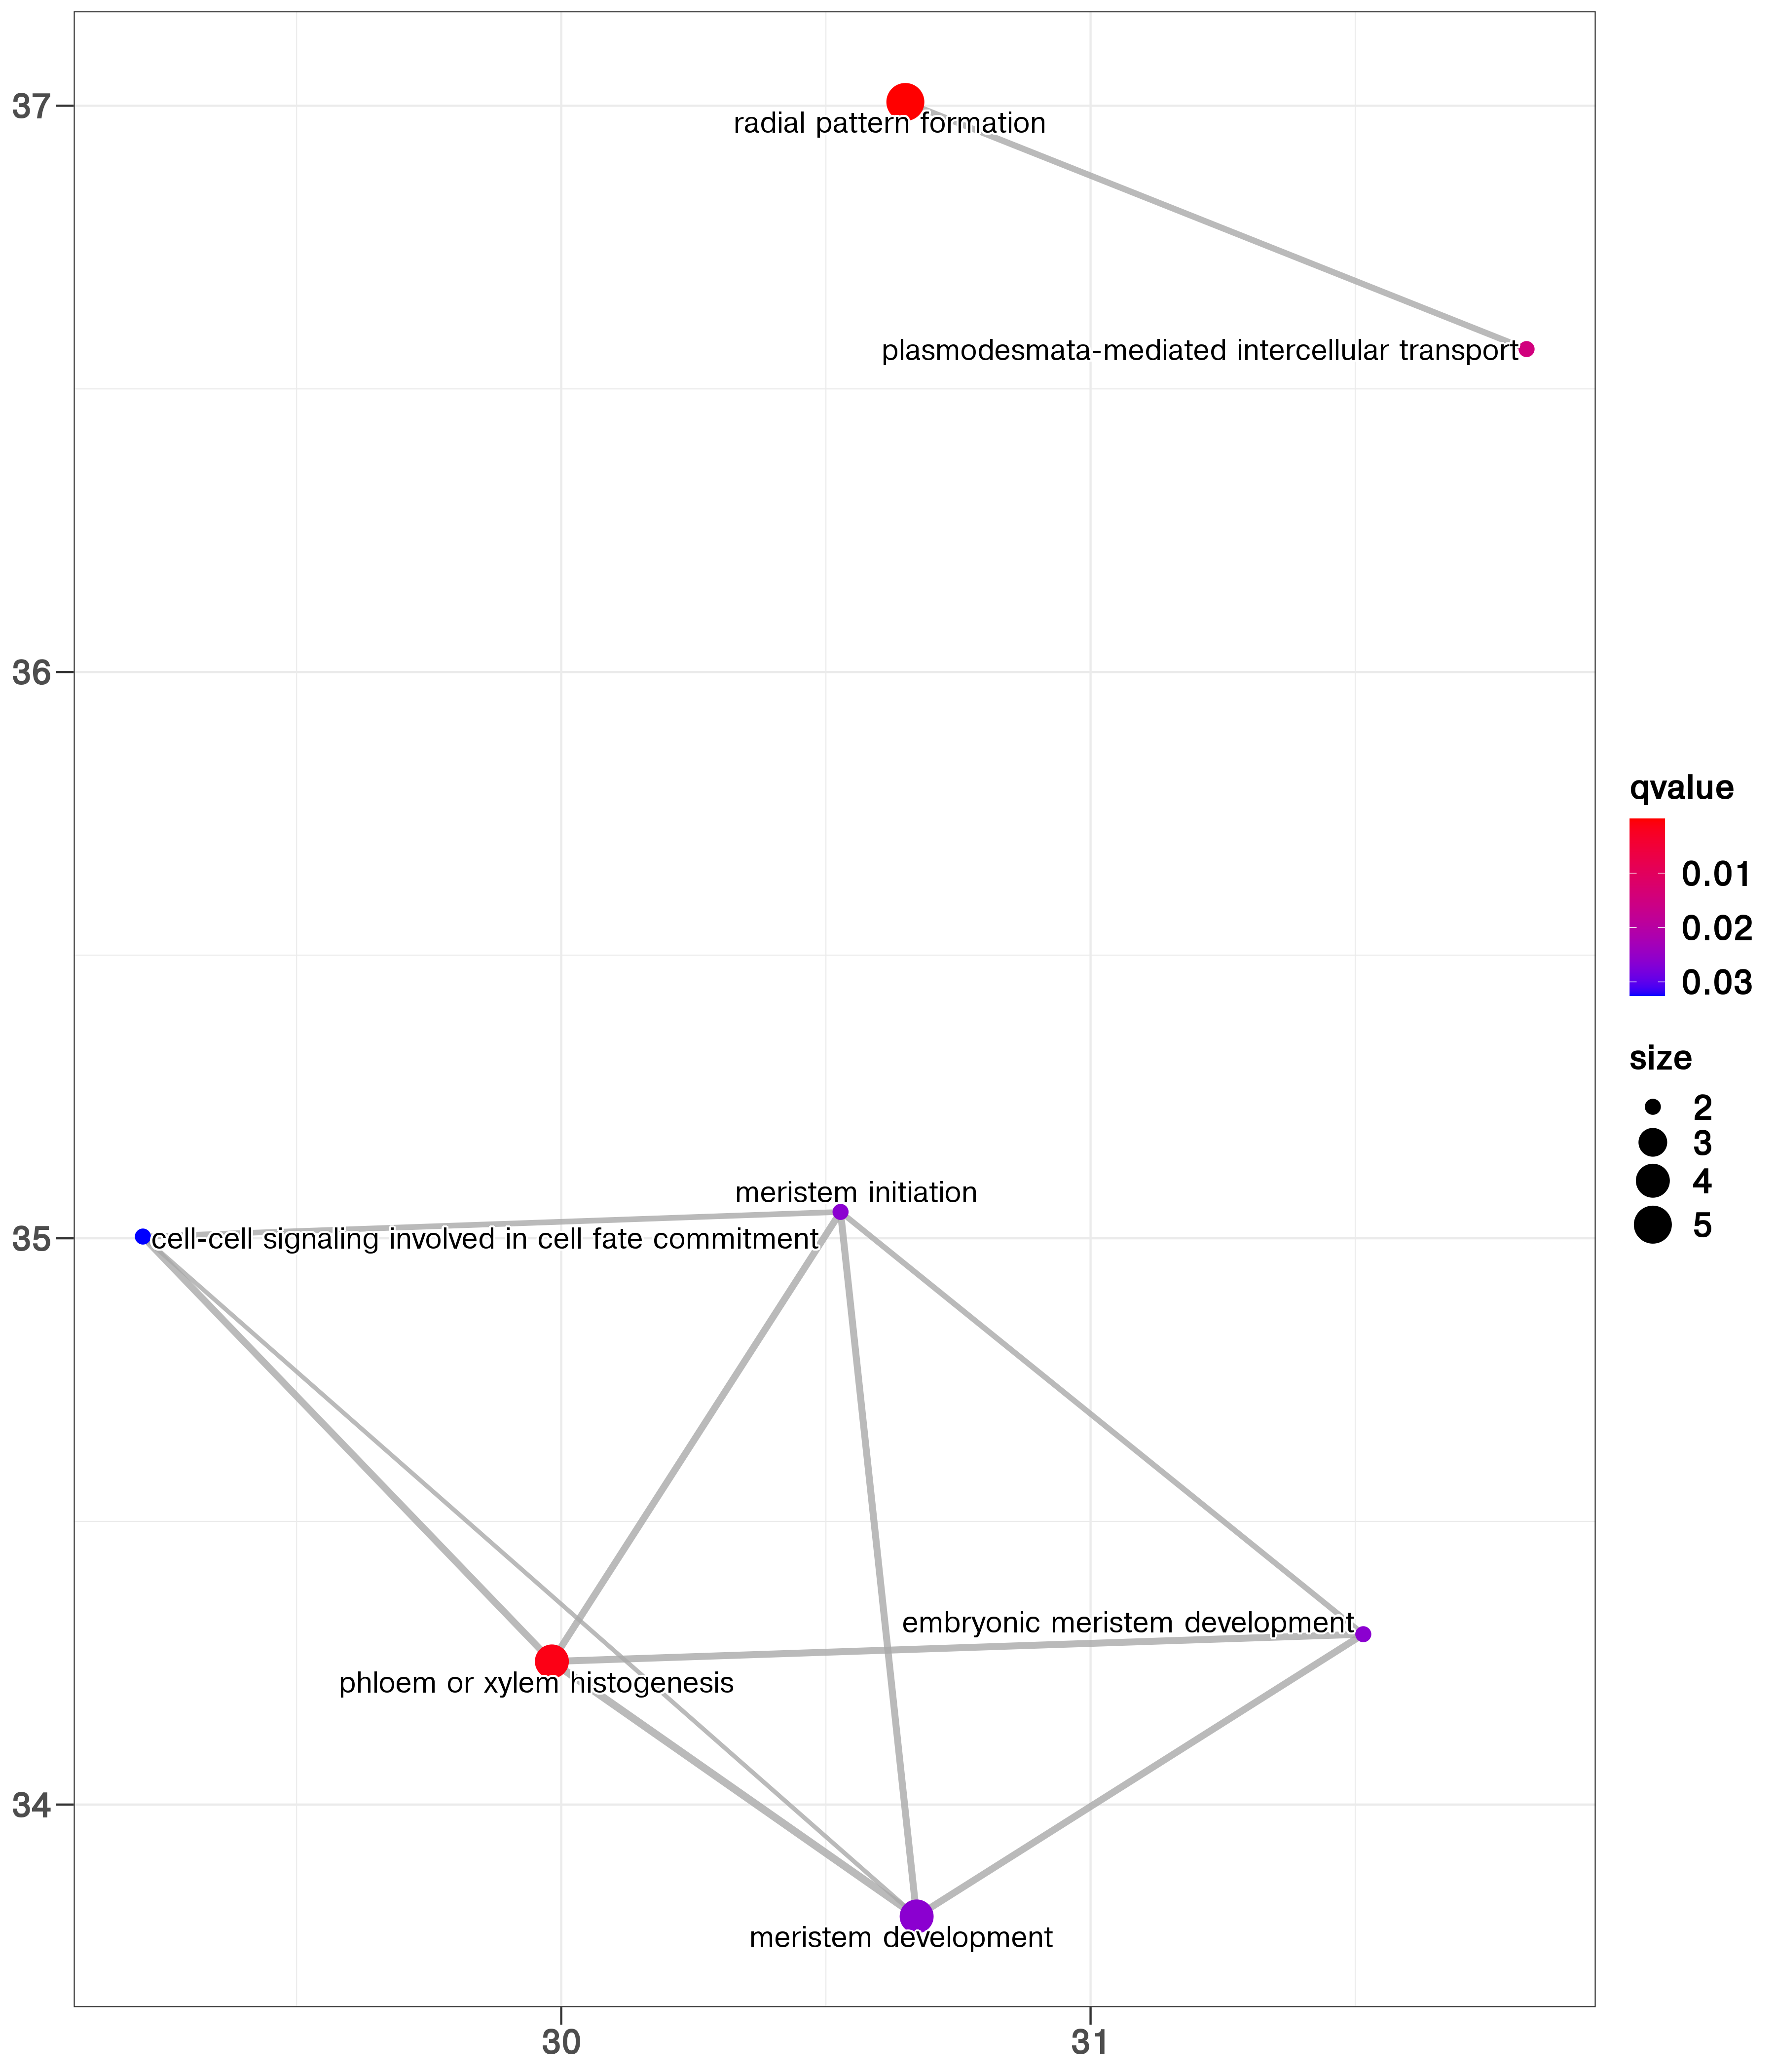 37
radial pattern formation
plasmodesmata-mediated intercellular transport
36
qvalue
0.01
0.02
0.03
size
2
3
4
5
meristem initiation
35
cell-cell signaling involved in cell fate commitment
embryonic meristem development
phloem or xylem histogenesis
34
meristem development
30
31